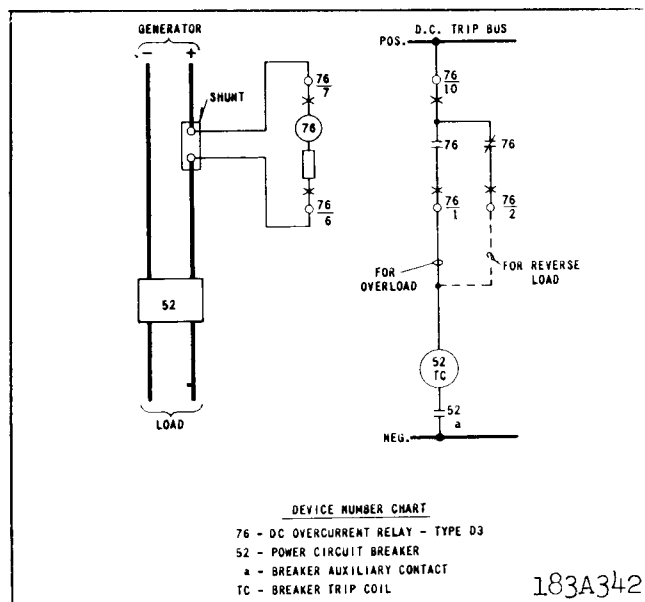 GENERATOR
- +
SHUNT
76
7
76
76
6
52
LOAD
D.C. TRIP BUS
POS.
76
10
76
76
76
1
76
2
FOR
OVERLOAD
FOR REVERSE
LOAD
52
TC
52
a
NEG.
DEVICE NUMBER CHART
76 - DC OVERCURRENT RELAY - TYPE D3
52 - POWER CIRCUIT BREAKER
a - BREAKER AUXILIARY CONTACT
TC - BREAKER TRIP COIL
183A342